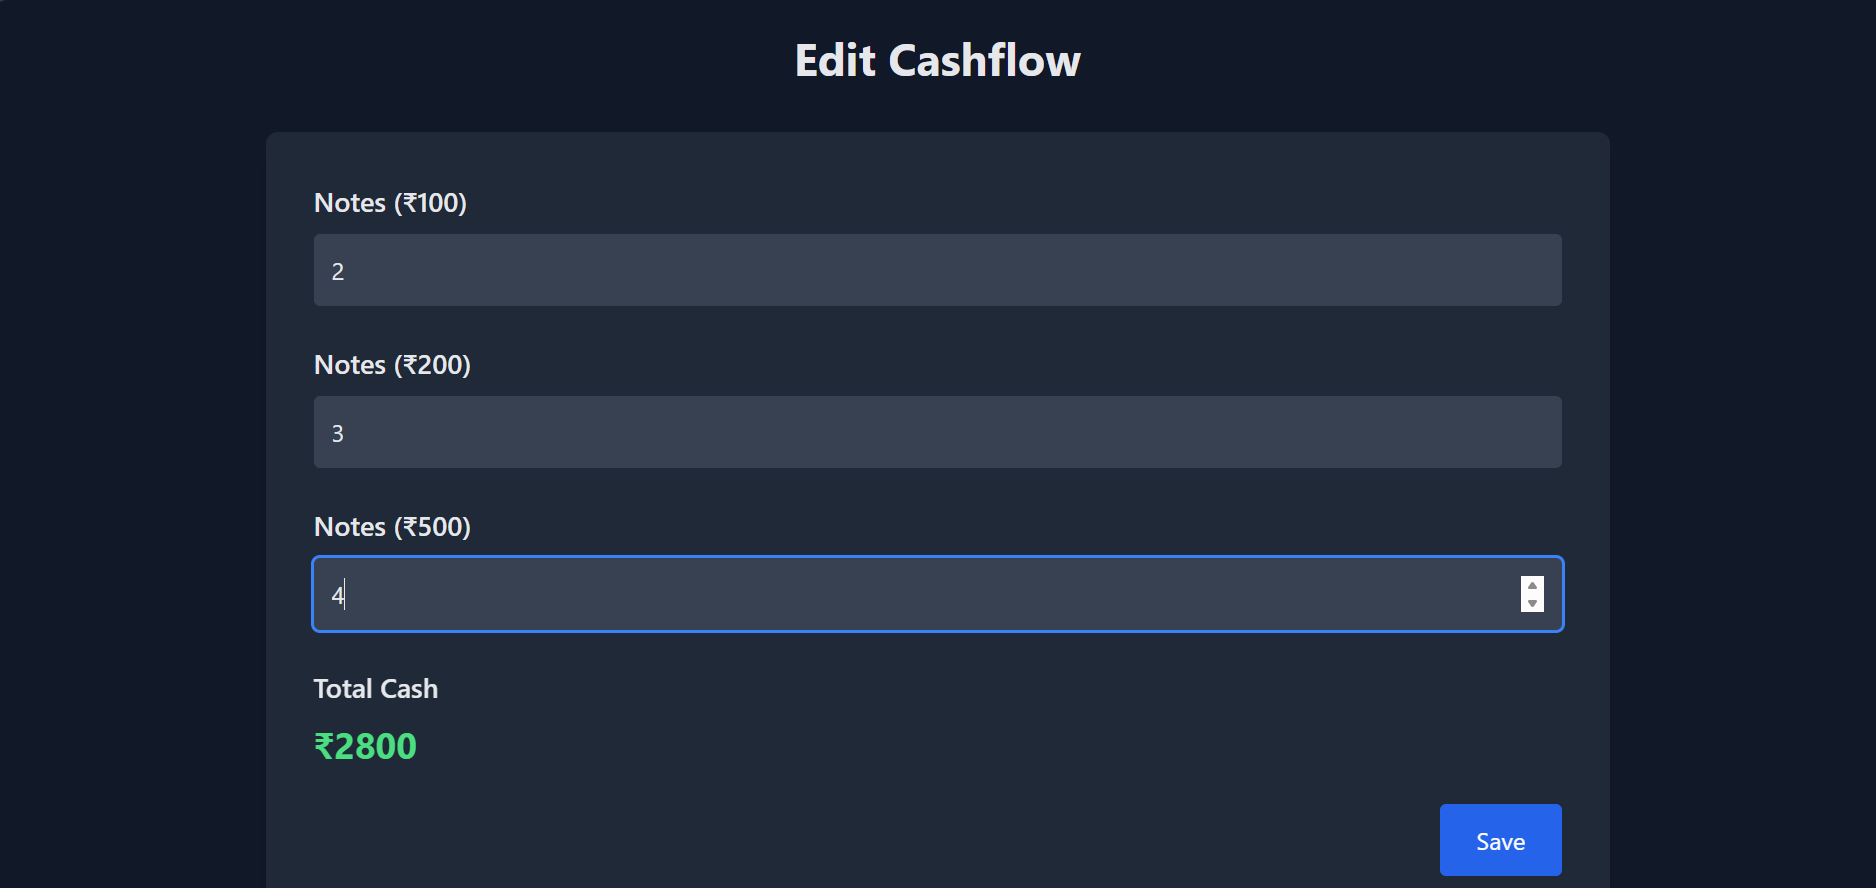 Edit Cashflow
Notes (₹100)
2
Notes (₹200)
3
Notes (₹500)
4
Total Cash
₹2800
Save